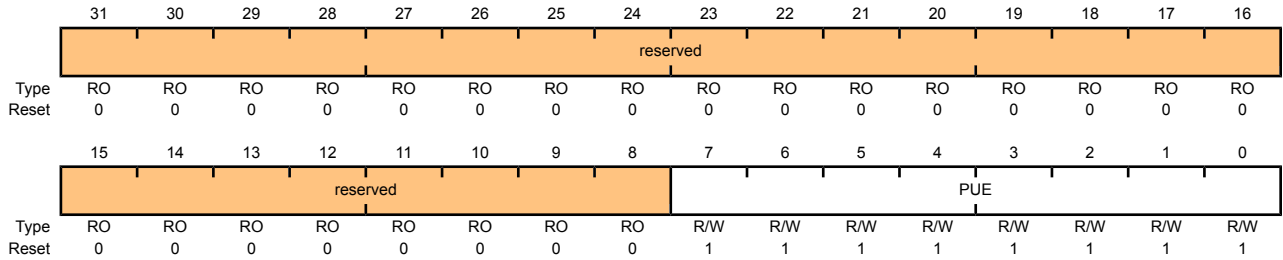 31 30 29 28 27 26 25 24 23 22 21 20 19 18 17 16
reserved
Type RO RO RO RO RO RO RO RO RO RO RO RO RO RO RO RO
Reset 0 0 0 0 0 0 0 0 0 0 0 0 0 0 0 0
15 14 13 12 11 10 9 8 7 6 5 4 3 2 1 0
reserved PUE
Type RO RO RO RO RO RO RO RO R/W R/W R/W R/W R/W R/W R/W R/W
Reset 0 0 0 0 0 0 0 0 1 1 1 1 1 1 1 1